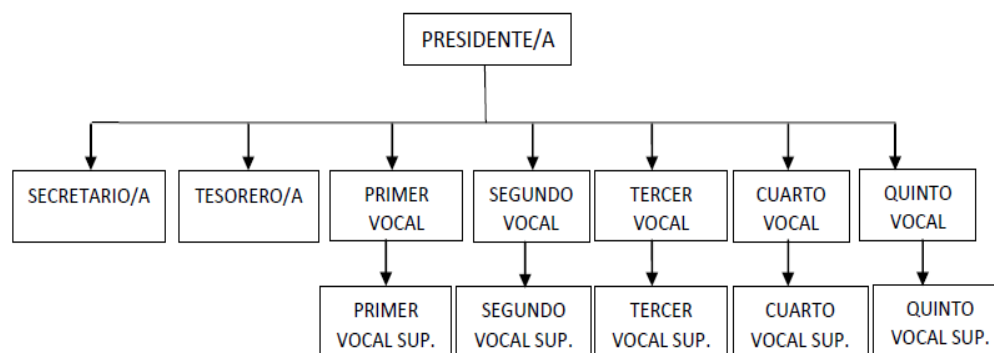 PRESIDENTE/A
SECRETARIO/A
TESORERO/A
PRIMER
VOCAL
SEGUNDO
VOCAL
TERCER
VOCAL
CUARTO
VOCAL
QUINTO
VOCAL
PRIMER
VOCAL SUP.
SEGUNDO
VOCAL SUP.
TERCER
VOCAL SUP.
CUARTO
VOCAL SUP.
QUINTO
VOCAL SUP.